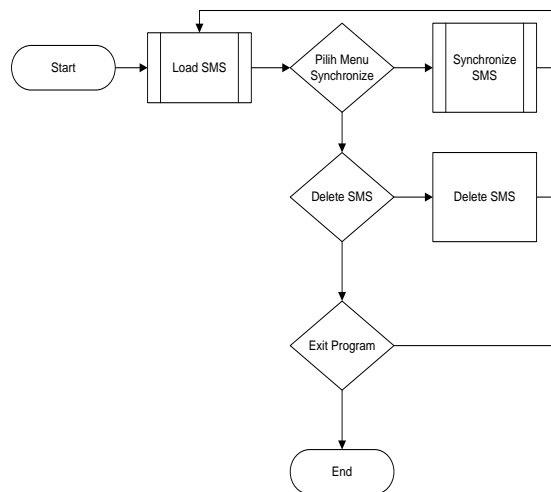 Start
Load SMS
Pilih Menu
Synchronize
Synchronize
SMS
Delete SMS
Delete SMS
Exit Program
End